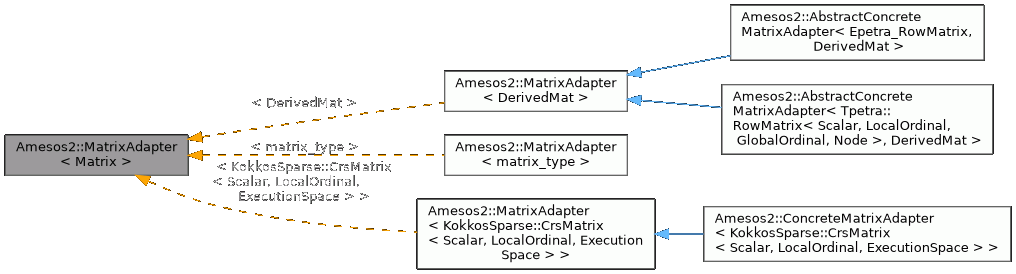 Amesos2::MatrixAdapter
< Matrix >
< DerivedMat >
< matrix_type >
< KokkosSparse::CrsMatrix
< Scalar, LocalOrdinal,
ExecutionSpace > >
Amesos2::MatrixAdapter
< DerivedMat >
Amesos2::MatrixAdapter
< matrix_type >
Amesos2::MatrixAdapter
< KokkosSparse::CrsMatrix
< Scalar, LocalOrdinal, Execution
Space > >
Amesos2::AbstractConcrete
MatrixAdapter< Epetra_RowMatrix,
DerivedMat >
Amesos2::AbstractConcrete
MatrixAdapter< Tpetra::
RowMatrix< Scalar, LocalOrdinal,
GlobalOrdinal, Node >, DerivedMat >
Amesos2::ConcreteMatrixAdapter
< KokkosSparse::CrsMatrix
< Scalar, LocalOrdinal, ExecutionSpace > >